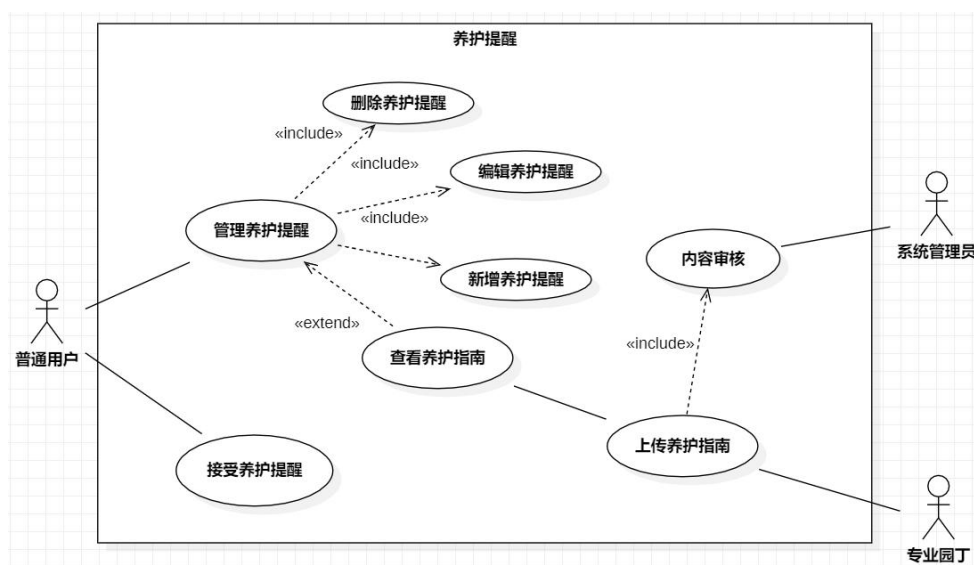 养护提醒
删除养护提醒
«include»
«include»
编辑养护提醒
«include»
管理养护提醒
内容审核
系统管理员
新增养护提醒
«extend»
«include»
普通用户
查看养护指南
上传养护指南
接受养护提醒
专业园丁